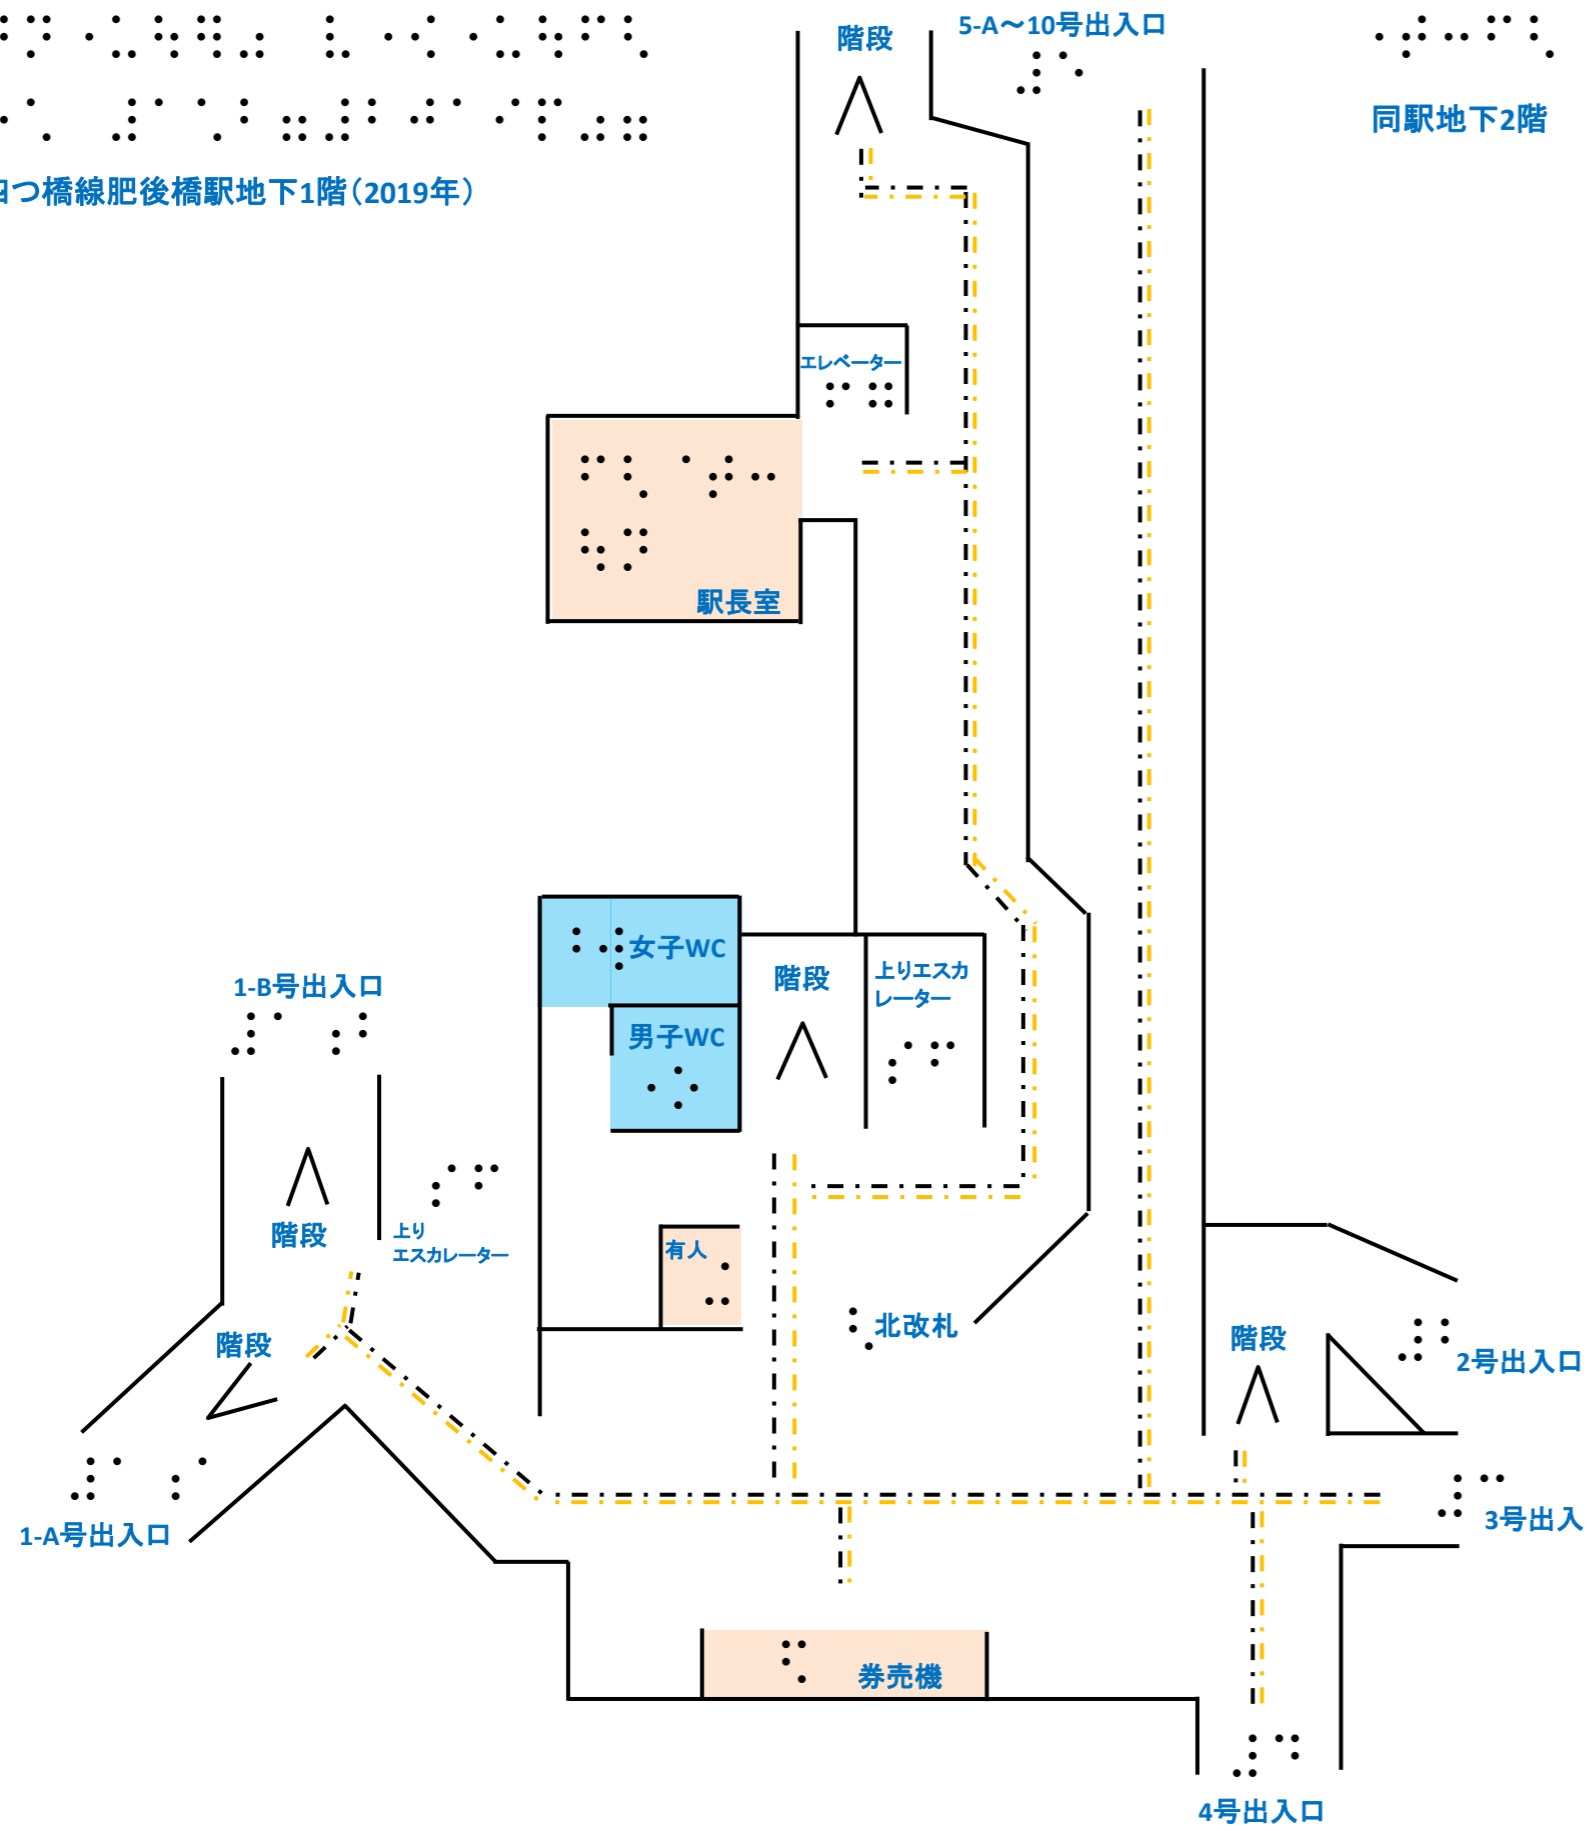 階段
5-A～10号出入口
同駅地下2階
つ橋線肥後橋駅地下1階（2019年）
エレベーター
駅長室
女子WC
男子WC
階段
上りエスカ
レーター
1-B号出入口
階段
上り
エスカレーター
有人
北改札
階段
階段
2号出入口
1-A号出入口
3号出入
券売機
4号出入口